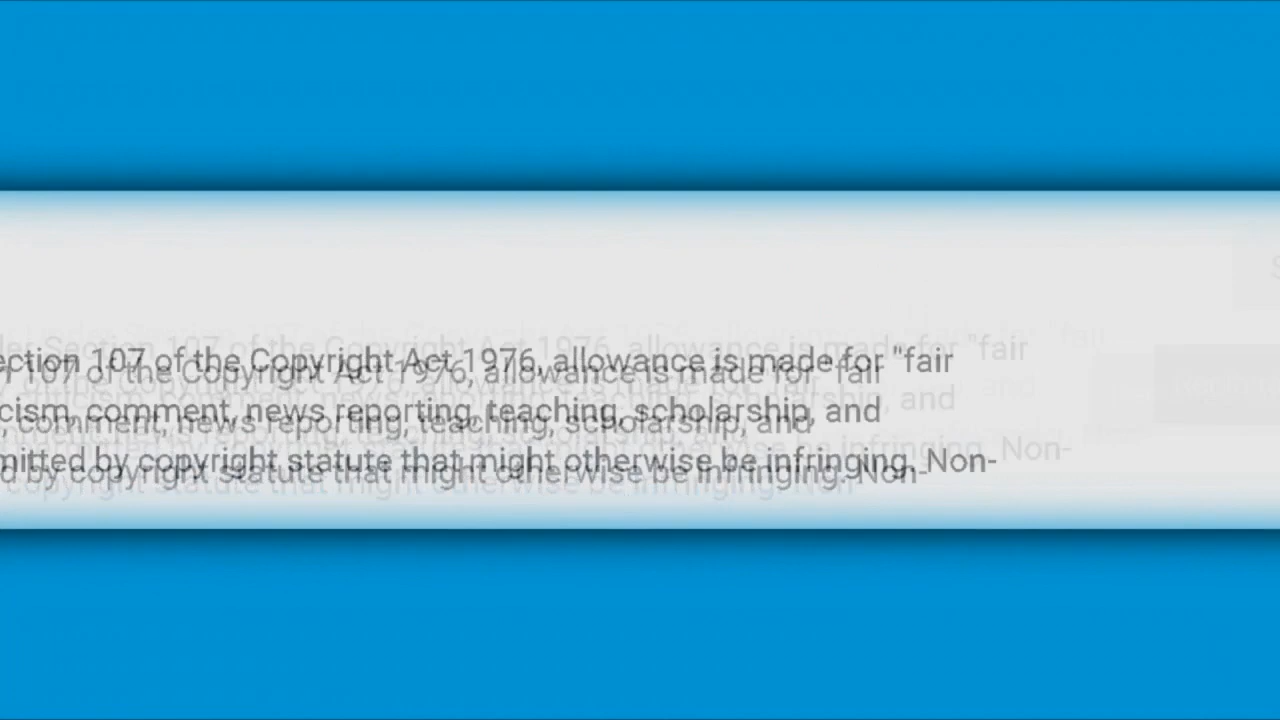 ection 107 of the Copyright Act 1976, allowance is made for "fair
cism, comment, news reporting, teaching, scholarship, and
mitted by copyright statute that might otherwise be infringing. Non-